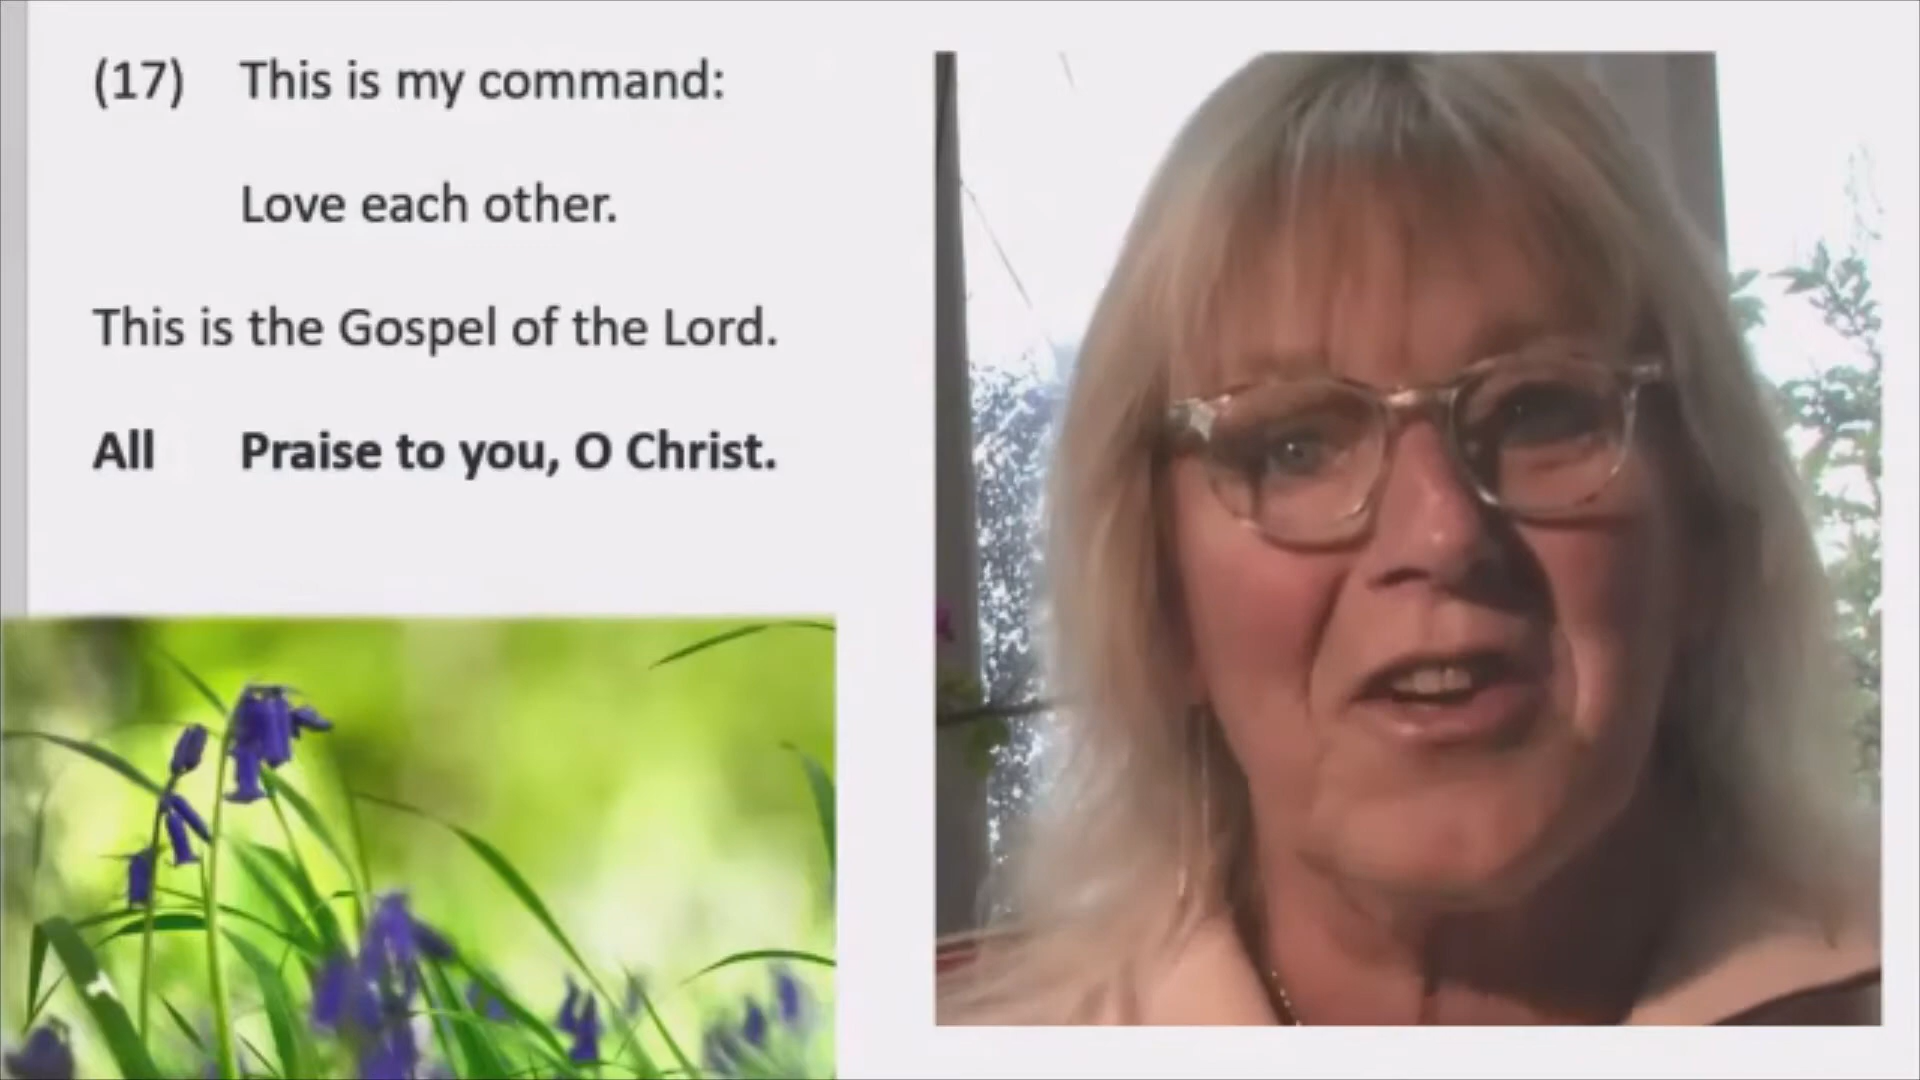 (17) This is my command:
Love each other.
This is the Gospel of the Lord.
All Praise to you, O Christ.